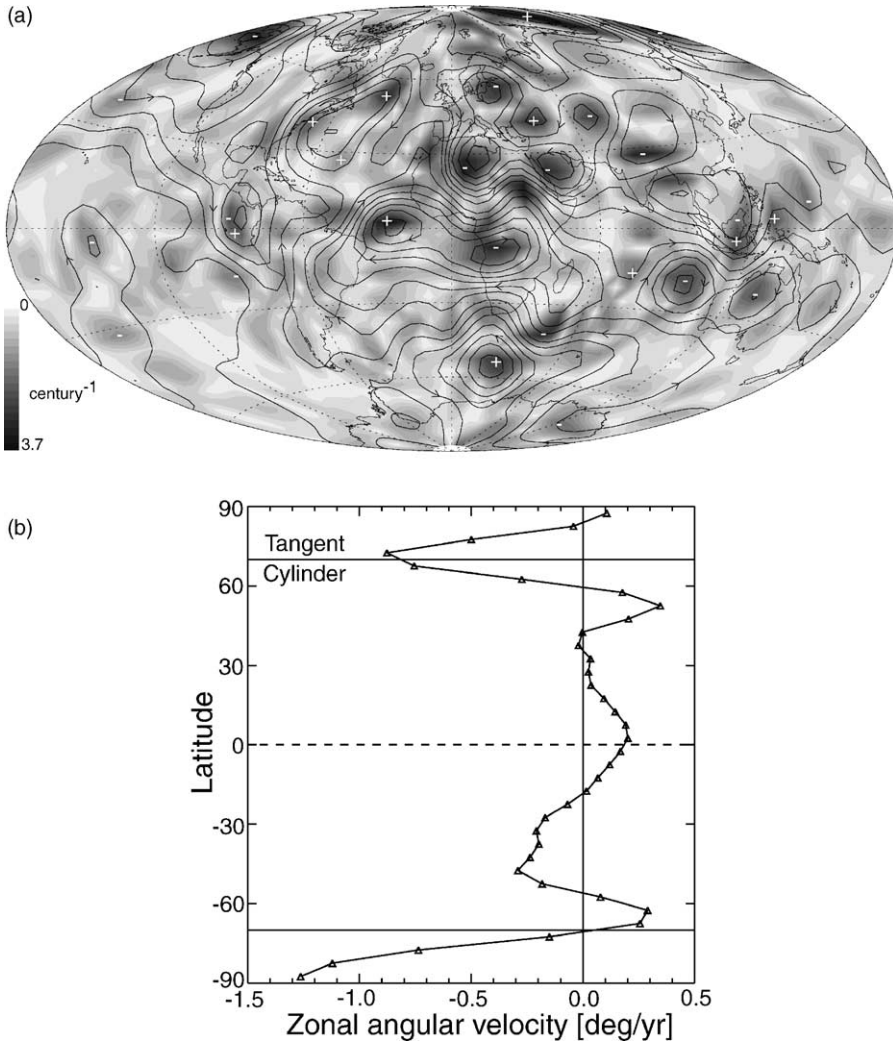 (a)
0
century-1
3.7
(b)
90
Tangent
Cylinder
60
30
0
-30
-60
-90
Latitude
-1.5 -1.0 -0.5 0.0 0.5
Zonal angular velocity [deg/yr]